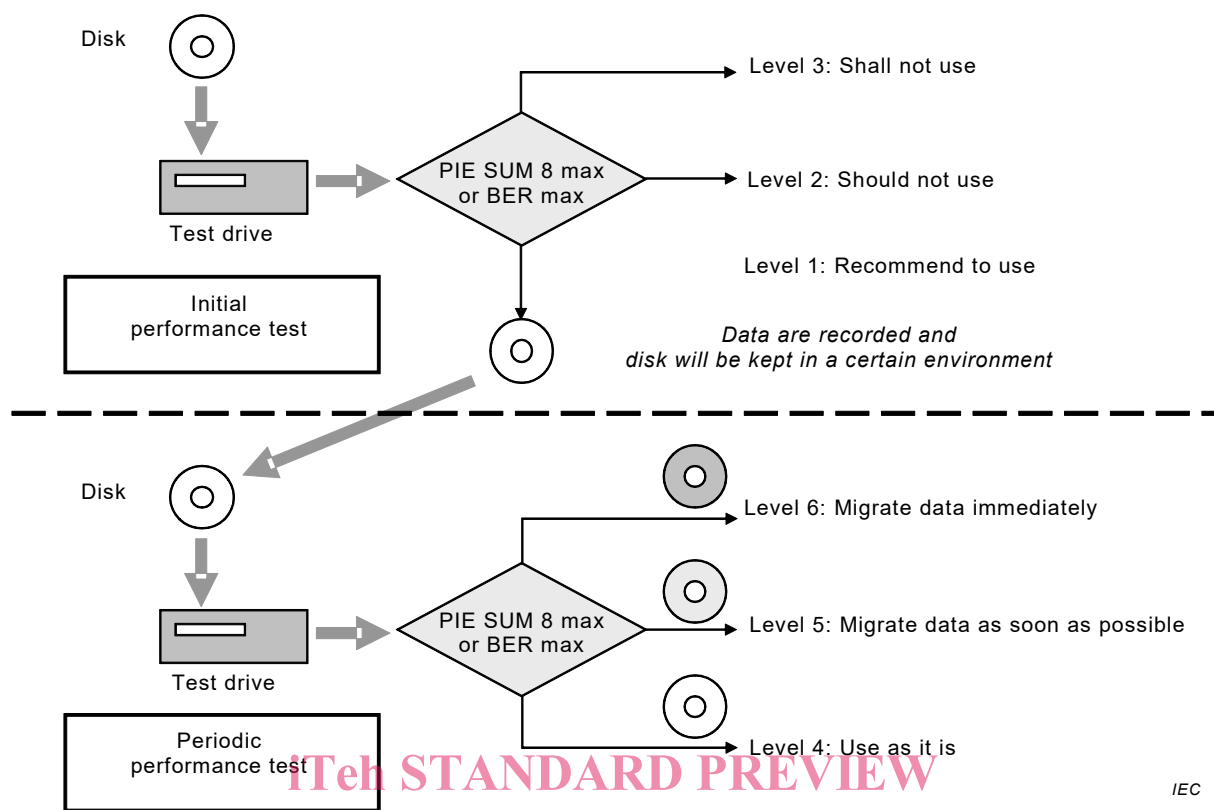 Disk
Level 3: Shall not use
PIE SUM 8 max
or BER max
Level 2: Should not use
Test drive
Level 1: Recommend to use
Initial
performance test
Data are recorded and
disk will be kept in a certain environment
Disk
Level 6: Migrate data immediately
PIE SUM 8 max
or BER max
Level 5: Migrate data as soon as possible
Test drive
Periodic
performance test
Level 4: Use as it is
iTeh STANDARD PREVIEW
IEC